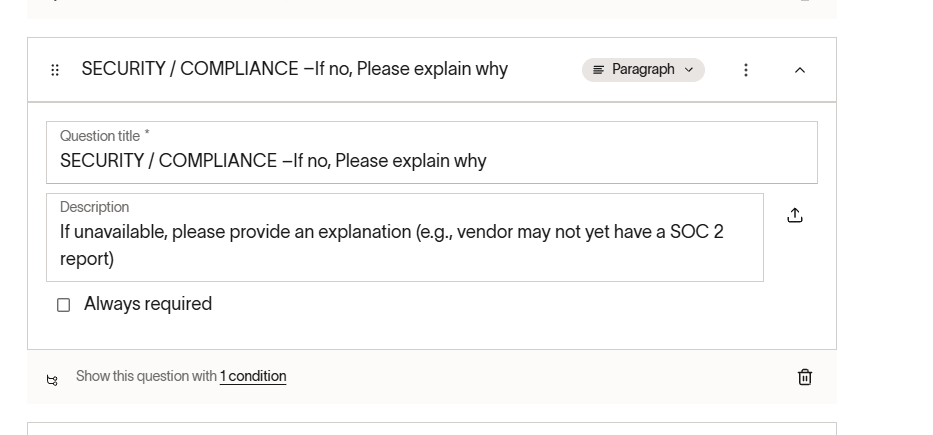 SECURITY / COMPLIANCE –If no, Please explain why
Paragraph
Question title *
SECURITY / COMPLIANCE –If no, Please explain why
Description
If unavailable, please provide an explanation (e.g., vendor may not yet have a SOC 2
report)
Always required
Show this question with 1 condition